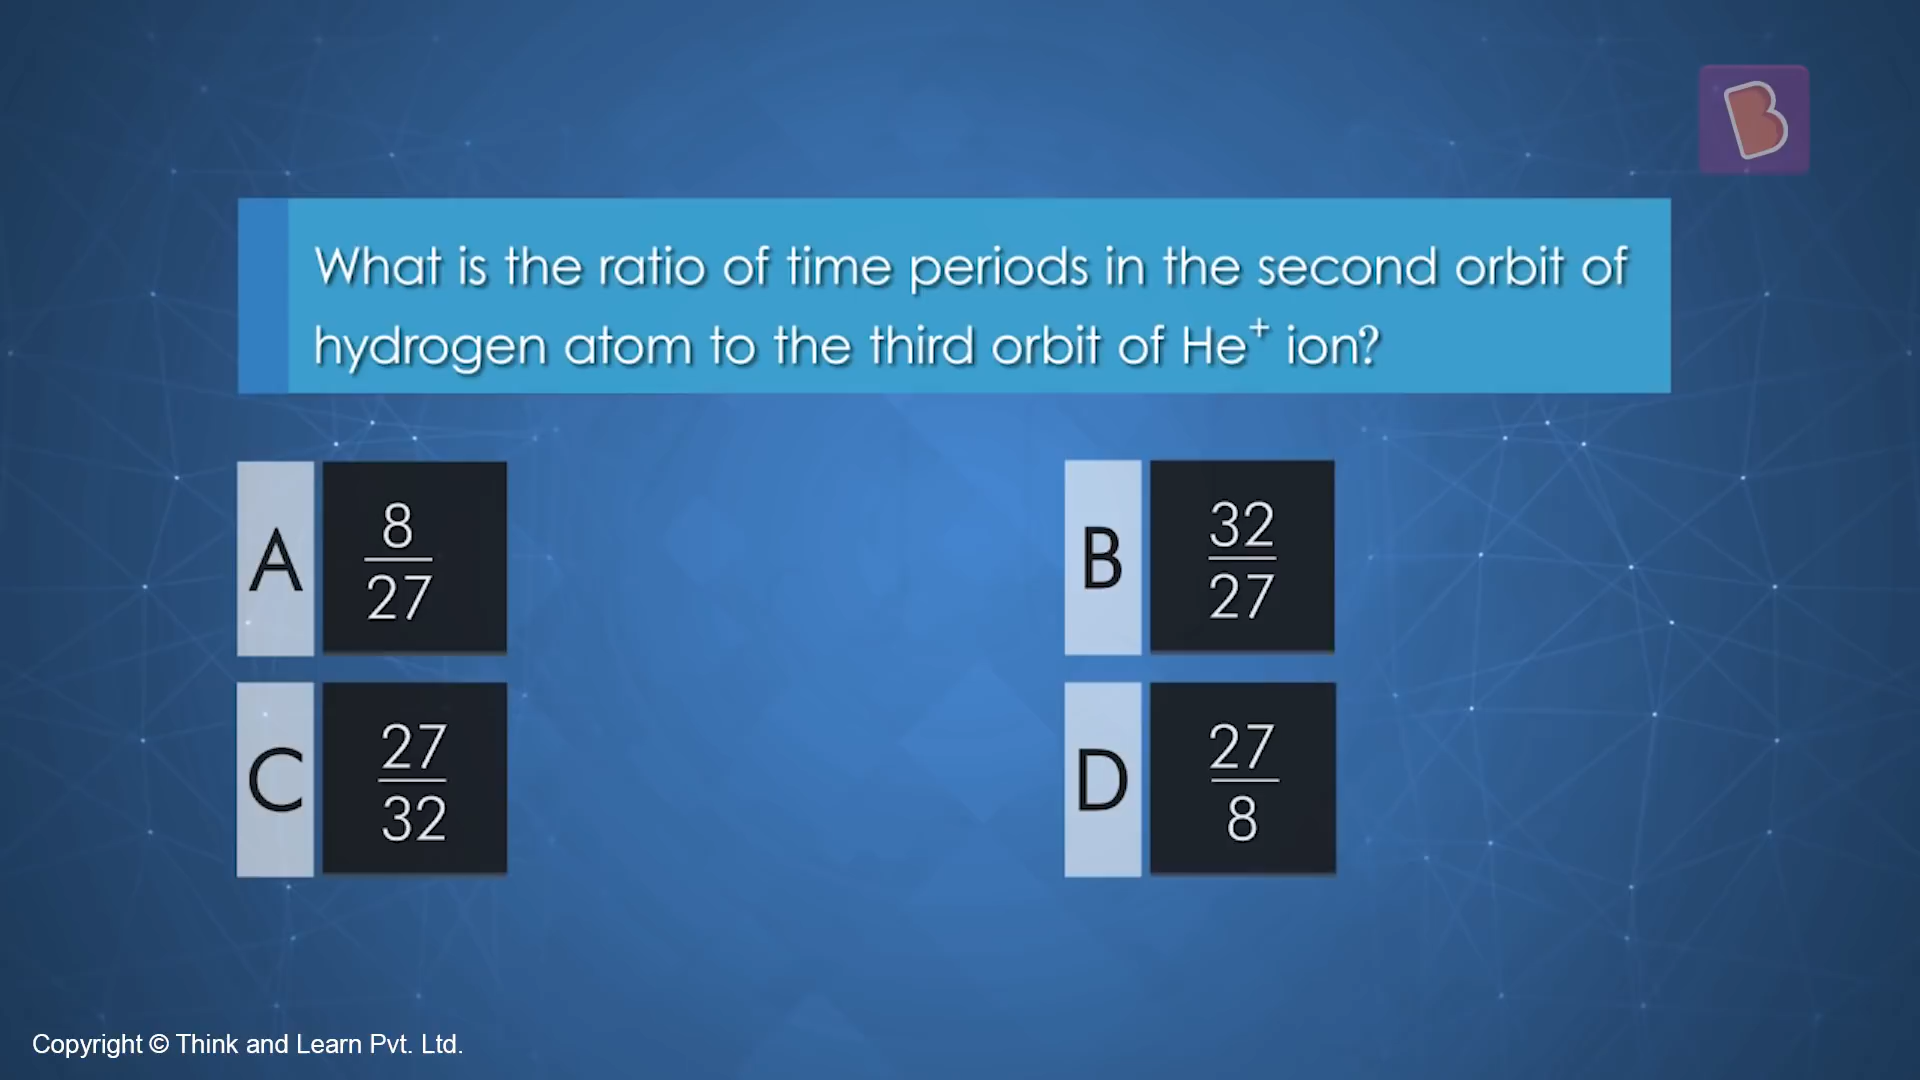 B
What is the ratio of time periods in the second orbit of
hydrogen atom to the third orbit of He⁺ ion?
A 8/27
B 32/27
C 27/32
D 27/8
Copyright © Think and Learn Pvt. Ltd.